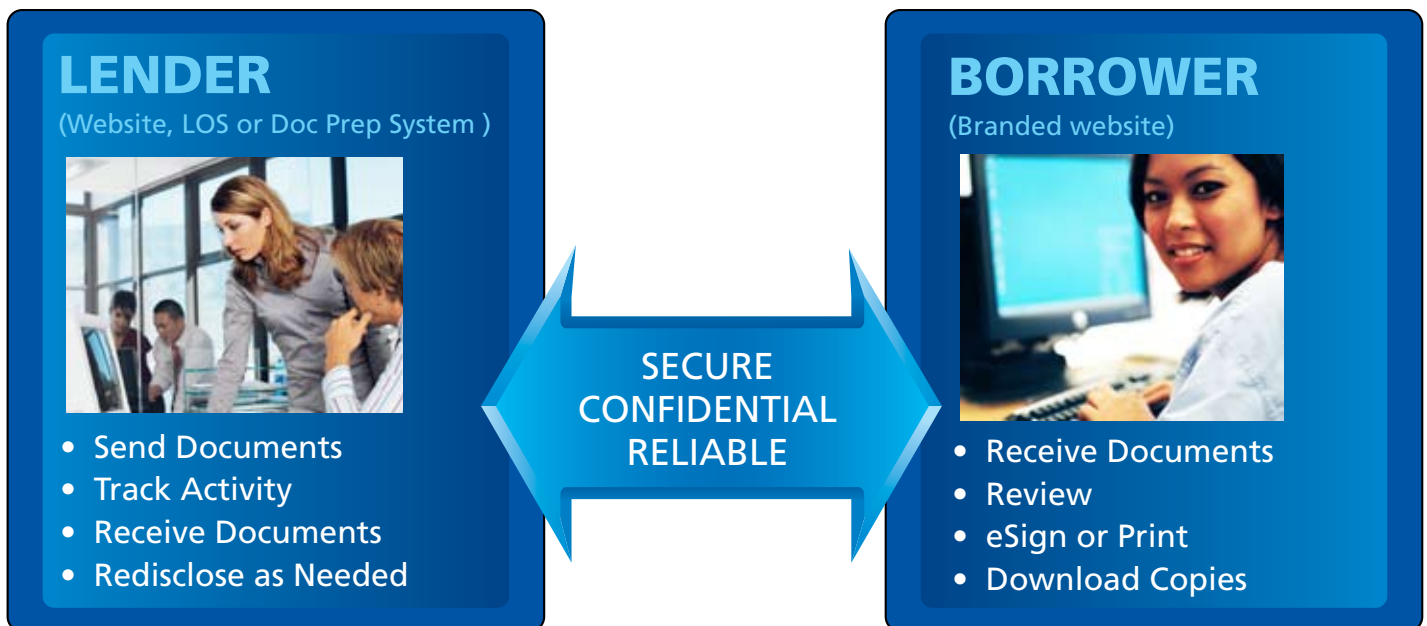 LENDER
(Website, LOS or Doc Prep System )
• Send Documents
• Track Activity
• Receive Documents
• Redisclose as Needed
SECURE
CONFIDENTIAL
RELIABLE
BORROWER
(Branded website)
• Receive Documents
• Review
• eSign or Print
• Download Copies